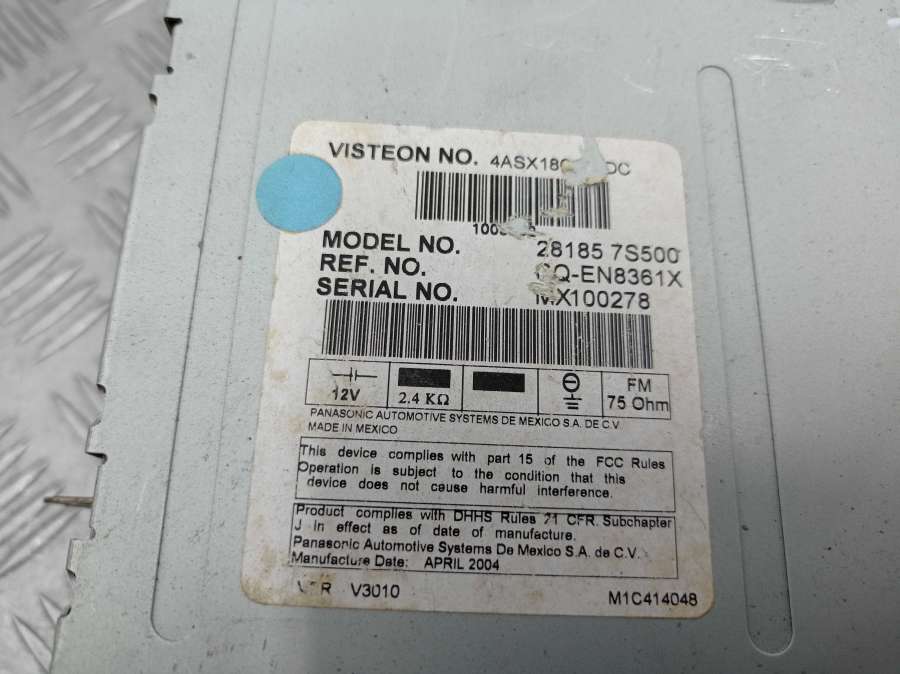 VISTEON NO.
MODEL NO. 28185 7S500
REF. NO. CQ-EN8361X
SERIAL NO. MX100278
12V 2.4 KΩ FM 75 Ohm
PANASONIC AUTOMOTIVE SYSTEMS DE MEXICO S.A. DE C.V.
MADE IN MEXICO
This device complies with part 15 of the FCC Rules
Operation is subject to the condition that this
device does not cause harmful interference.
Product complies with DHHS Rules 21 CFR. Subchapter
J in effect as of date of manufacture.
Panasonic Automotive Systems De Mexico S.A. de C.V.
Manufacture Date: APRIL 2004
V3010 M1C414048